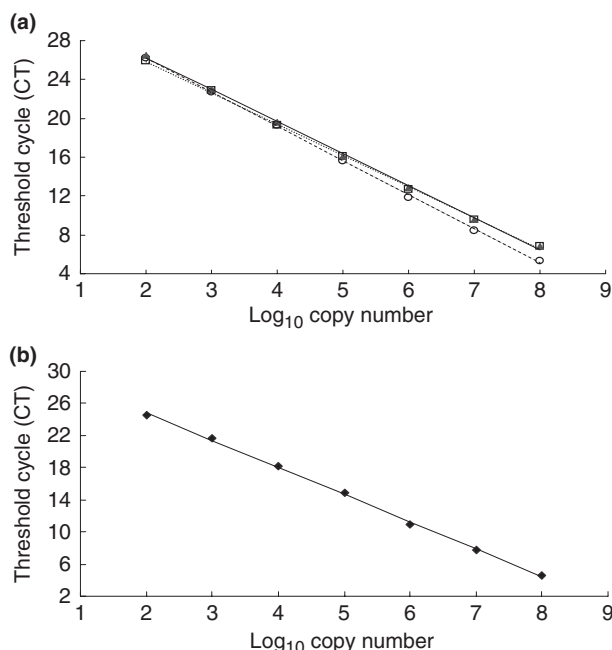 (a)
28
24
20
16
12
8
4
1 2 3 4 5 6 7 8 9
Threshold cycle (CT)
Log₁₀ copy number
(b)
30
26
22
18
14
10
6
2
1 2 3 4 5 6 7 8 9
Threshold cycle (CT)
Log₁₀ copy number